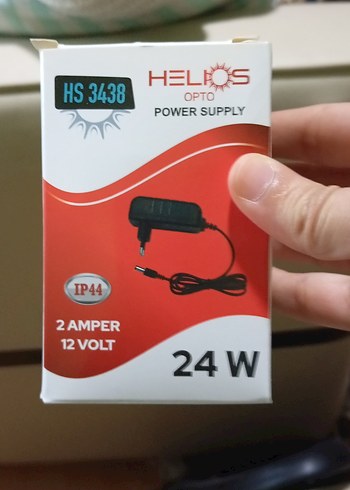 HS 3438
HELIOS
OPTO
POWER SUPPLY
IP44
2 AMPER
12 VOLT
24 W